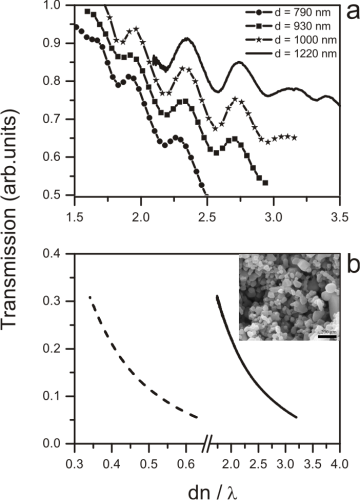 a
d = 790 nm
d = 930 nm
d = 1000 nm
d = 1220 nm
1.0
0.9
0.8
0.7
0.6
0.5
1.5 2.0 2.5 3.0 3.5
Transmission (arb.units)
b
0.4
0.3
0.2
0.1
0.0
0.3 0.4 0.5 0.6 2.0 2.5 3.0 3.5 4.0
dn / λ